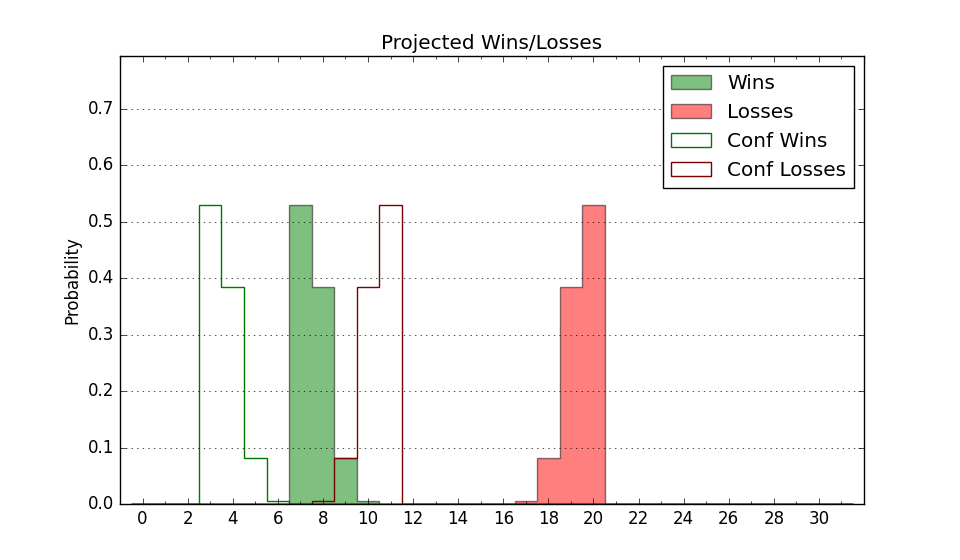 Projected Wins/Losses
Wins
Losses
Conf Wins
Conf Losses
Probability
0.7
0.6
0.5
0.4
0.3
0.2
0.1
0.0
0 2 4 6 8 10 12 14 16 18 20 22 24 26 28 30